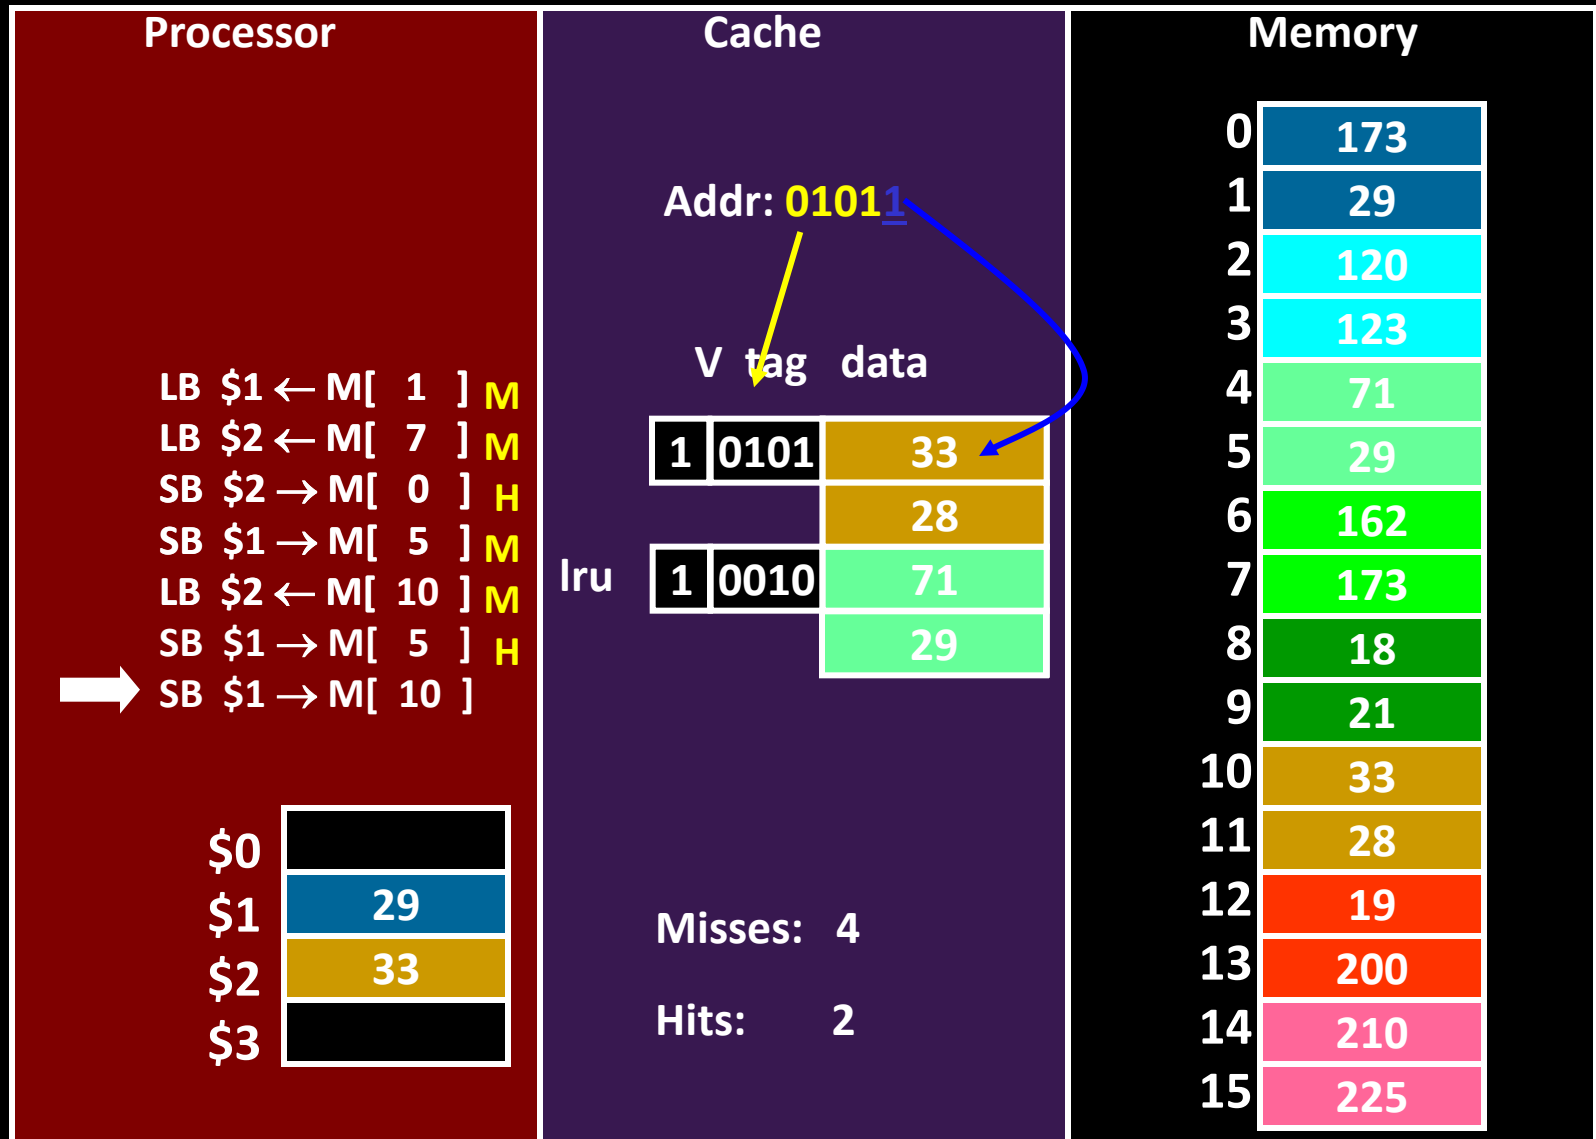 Processor
LB $1 ← M[ 1 ] M
LB $2 ← M[ 7 ] M
SB $2 → M[ 0 ] H
SB $1 → M[ 5 ] M
LB $2 ← M[ 10 ] M
SB $1 → M[ 5 ] H
SB $1 → M[ 10 ]
$0
$1 29
$2 33
$3
Cache
Addr: 01011
V tag data
1 0101 33
28
lru 1 0010 71
29
Misses: 4
Hits: 2
Memory
0 173
1 29
2 120
3 123
4 71
5 29
6 162
7 173
8 18
9 21
10 33
11 28
12 19
13 200
14 210
15 225